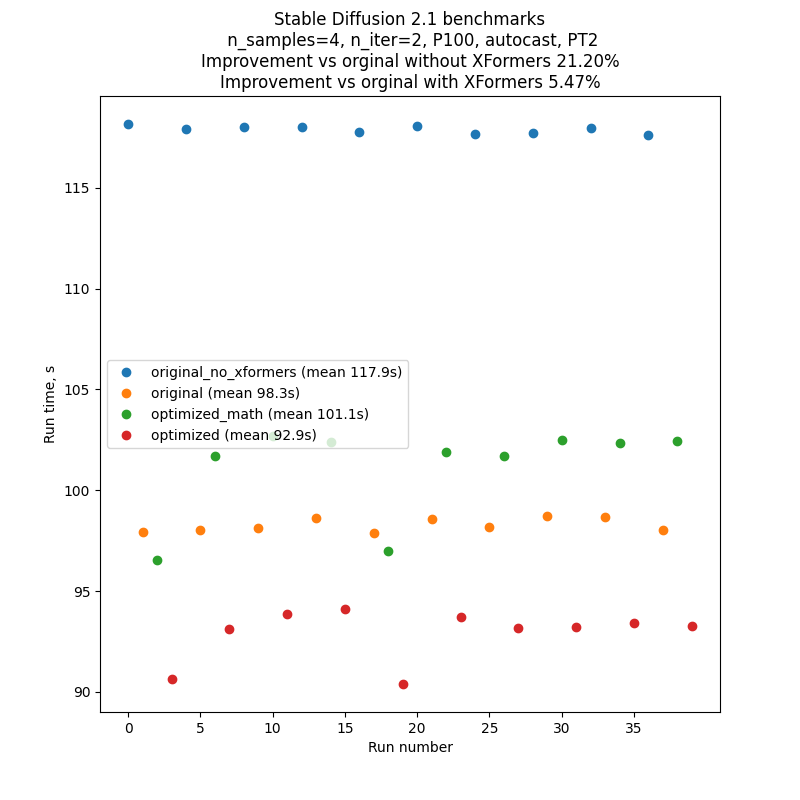 Stable Diffusion 2.1 benchmarks
n_samples=4, n_iter=2, P100, autocast, PT2
Improvement vs orginal without XFormers 21.20%
Improvement vs orginal with XFormers 5.47%
115
110
105
100
95
90
Run time, s
original_no_xformers (mean 117.9s)
original (mean 98.3s)
optimized_math (mean 101.1s)
optimized (mean 92.9s)
0 5 10 15 20 25 30 35
Run number